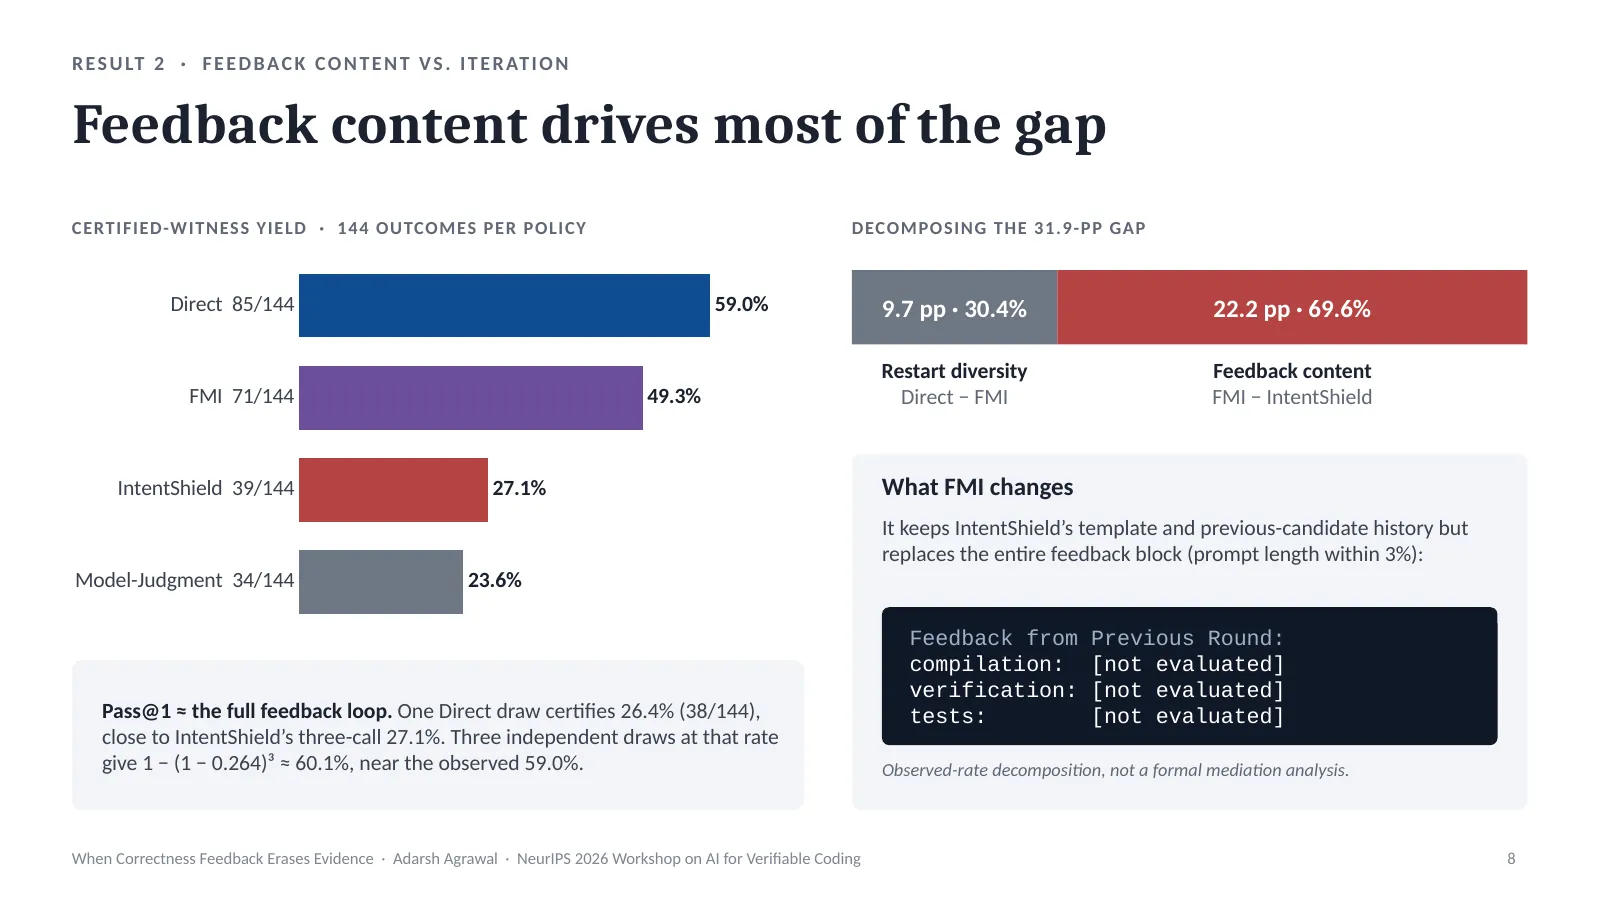 RESULT 2 · FEEDBACK CONTENT VS. ITERATION
Feedback content drives most of the gap
CERTIFIED-WITNESS YIELD · 144 OUTCOMES PER POLICY
Direct 85/144 59.0%
FMI 71/144 49.3%
IntentShield 39/144 27.1%
Model-Judgment 34/144 23.6%
Pass@1 ≈ the full feedback loop. One Direct draw certifies 26.4% (38/144),
close to IntentShield’s three-call 27.1%. Three independent draws at that rate
give 1 − (1 − 0.264)³ ≈ 60.1%, near the observed 59.0%.
DECOMPOSING THE 31.9-PP GAP
9.7 pp · 30.4% 22.2 pp · 69.6%
Restart diversity Feedback content
Direct − FMI FMI − IntentShield
What FMI changes
It keeps IntentShield’s template and previous-candidate history but
replaces the entire feedback block (prompt length within 3%):
Feedback from Previous Round:
compilation: [not evaluated]
verification: [not evaluated]
tests: [not evaluated]
Observed-rate decomposition, not a formal mediation analysis.
When Correctness Feedback Erases Evidence · Adarsh Agrawal · NeurIPS 2026 Workshop on AI for Verifiable Coding 8